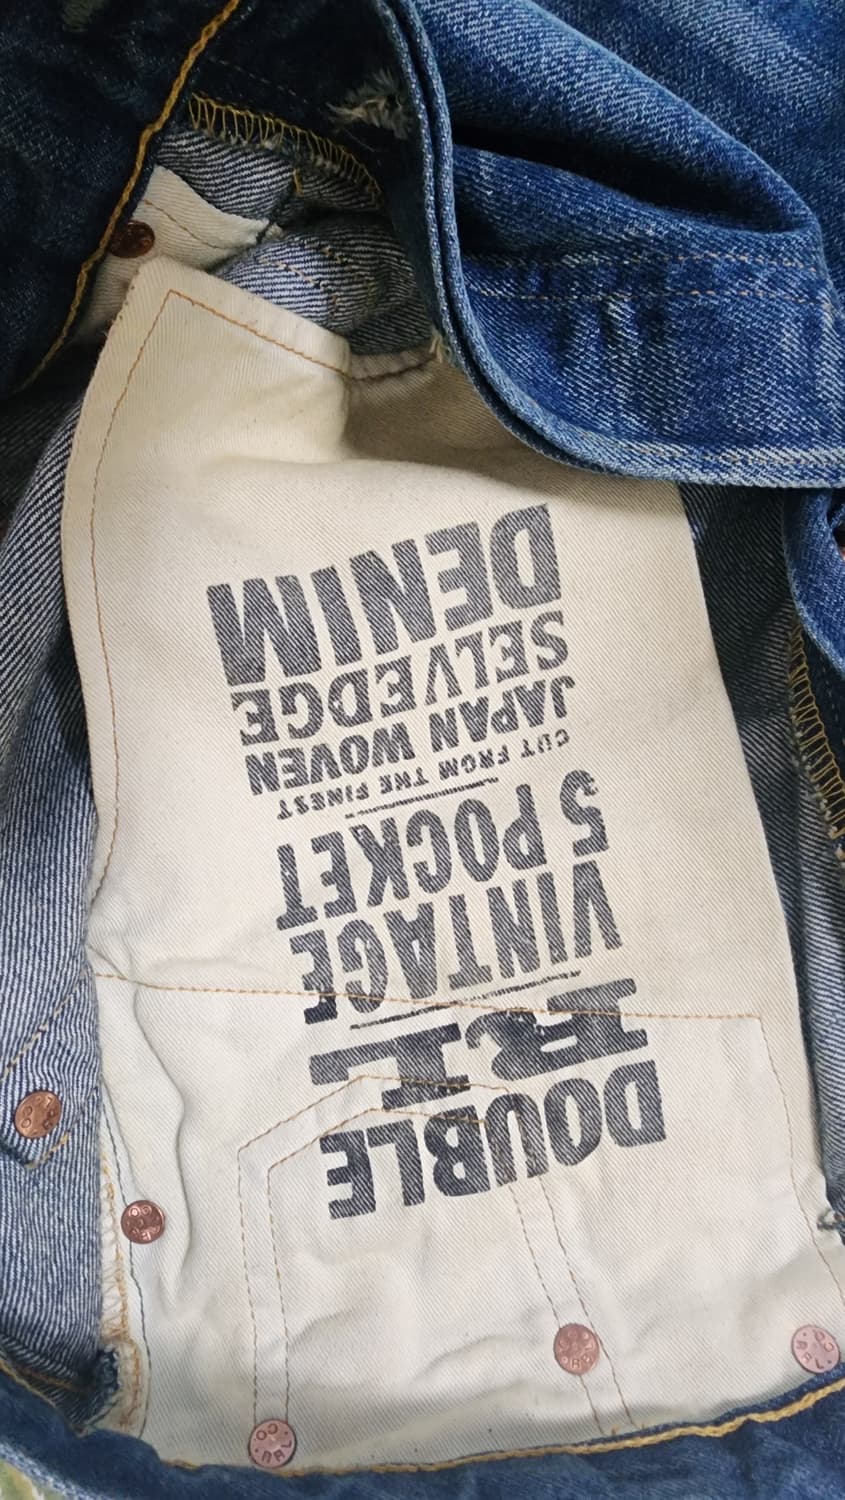 DOUBLE
RL
VINTAGE
5 POCKET
CUT FROM THE FINEST
JAPAN WOVEN
SELVEDGE
DENIM